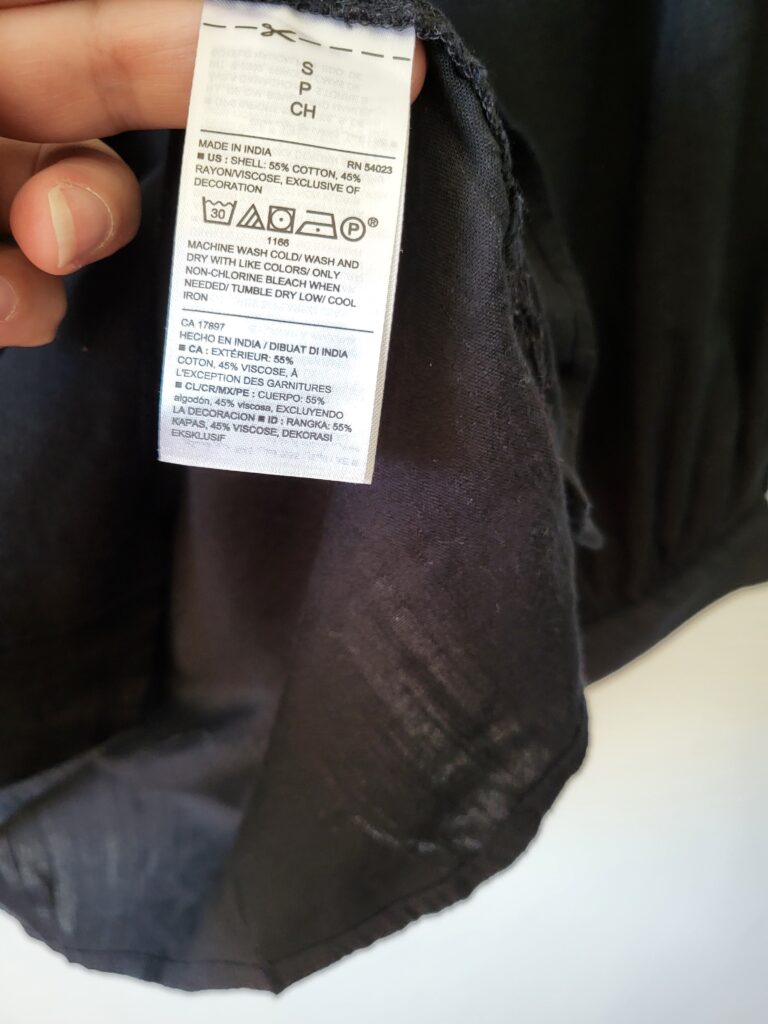 S
P
CH
MADE IN INDIA RN 54023
■ US : SHELL: 55% COTTON, 45%
RAYON/VISCOSE, EXCLUSIVE OF
DECORATION
30 P ®
1166
MACHINE WASH COLD/ WASH AND
DRY WITH LIKE COLORS/ ONLY
NON-CHLORINE BLEACH WHEN
NEEDED/ TUMBLE DRY LOW/ COOL
IRON
CA 17897
HECHO EN INDIA / DIBUAT DI INDIA
■ CA : EXTÉRIEUR: 55%
COTON, 45% VISCOSE, À
L'EXCEPTION DES GARNITURES
■ CL/CR/MX/PE : CUERPO: 55%
algodón, 45% viscosa, EXCLUYENDO
LA DECORACION ■ ID : RANGKA: 55%
KAPAS, 45% VISCOSE, DEKORASI
EKSKLUSIF